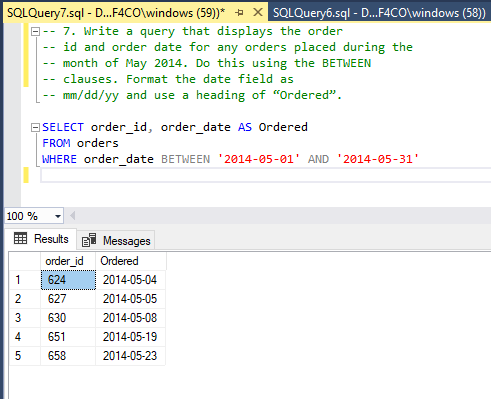 SQLQuery7.sql - D...F4CO\windows (59))* SQLQuery6.sql - D...F4CO\windows (58))
-- 7. Write a query that displays the order
-- id and order date for any orders placed during the
-- month of May 2014. Do this using the BETWEEN
-- clauses. Format the date field as
-- mm/dd/yy and use a heading of “Ordered”.
SELECT order_id, order_date AS Ordered
FROM orders
WHERE order_date BETWEEN '2014-05-01' AND '2014-05-31'
100 %
Results Messages
order_id Ordered
1 624 2014-05-04
2 627 2014-05-05
3 630 2014-05-08
4 651 2014-05-19
5 658 2014-05-23